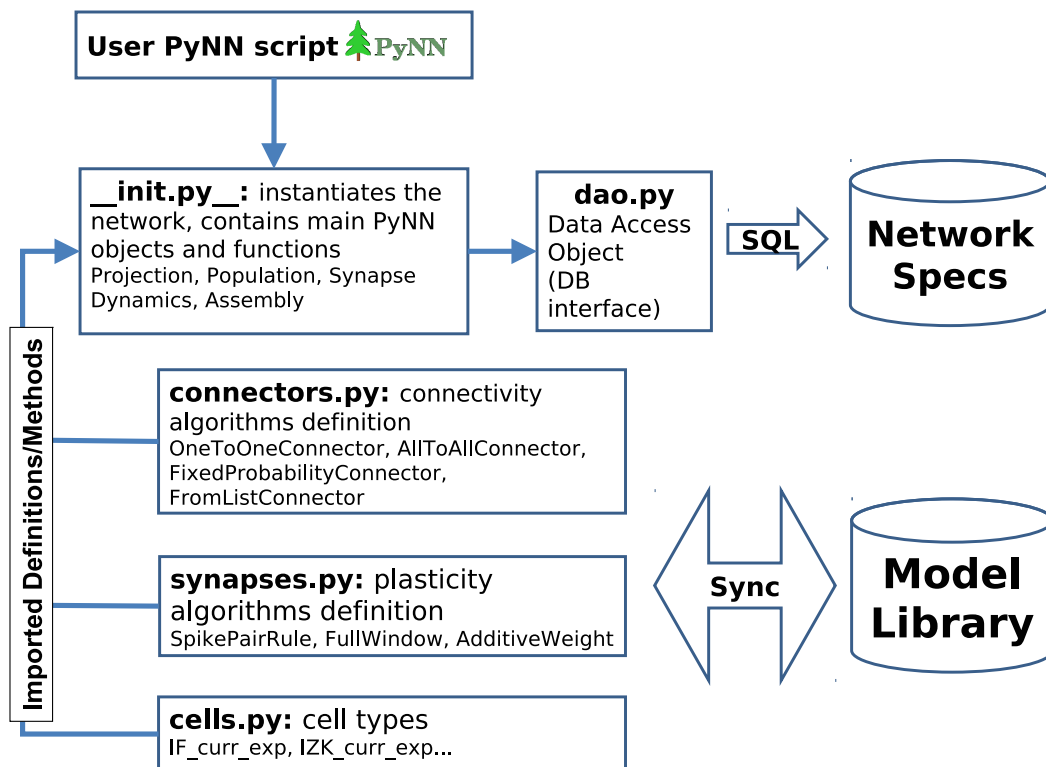 User PyNN script PyNN
__init.py__: instantiates the
network, contains main PyNN
objects and functions
Projection, Population, Synapse
Dynamics, Assembly
dao.py
Data Access
Object
(DB
interface)
SQL
Network
Specs
Imported Definitions/Methods
connectors.py: connectivity
algorithms definition
OneToOneConnector, AllToAllConnector,
FixedProbabilityConnector,
FromListConnector
synapses.py: plasticity
algorithms definition
SpikePairRule, FullWindow, AdditiveWeight
cells.py: cell types
IF_curr_exp, IZK_curr_exp...
Sync
Model
Library